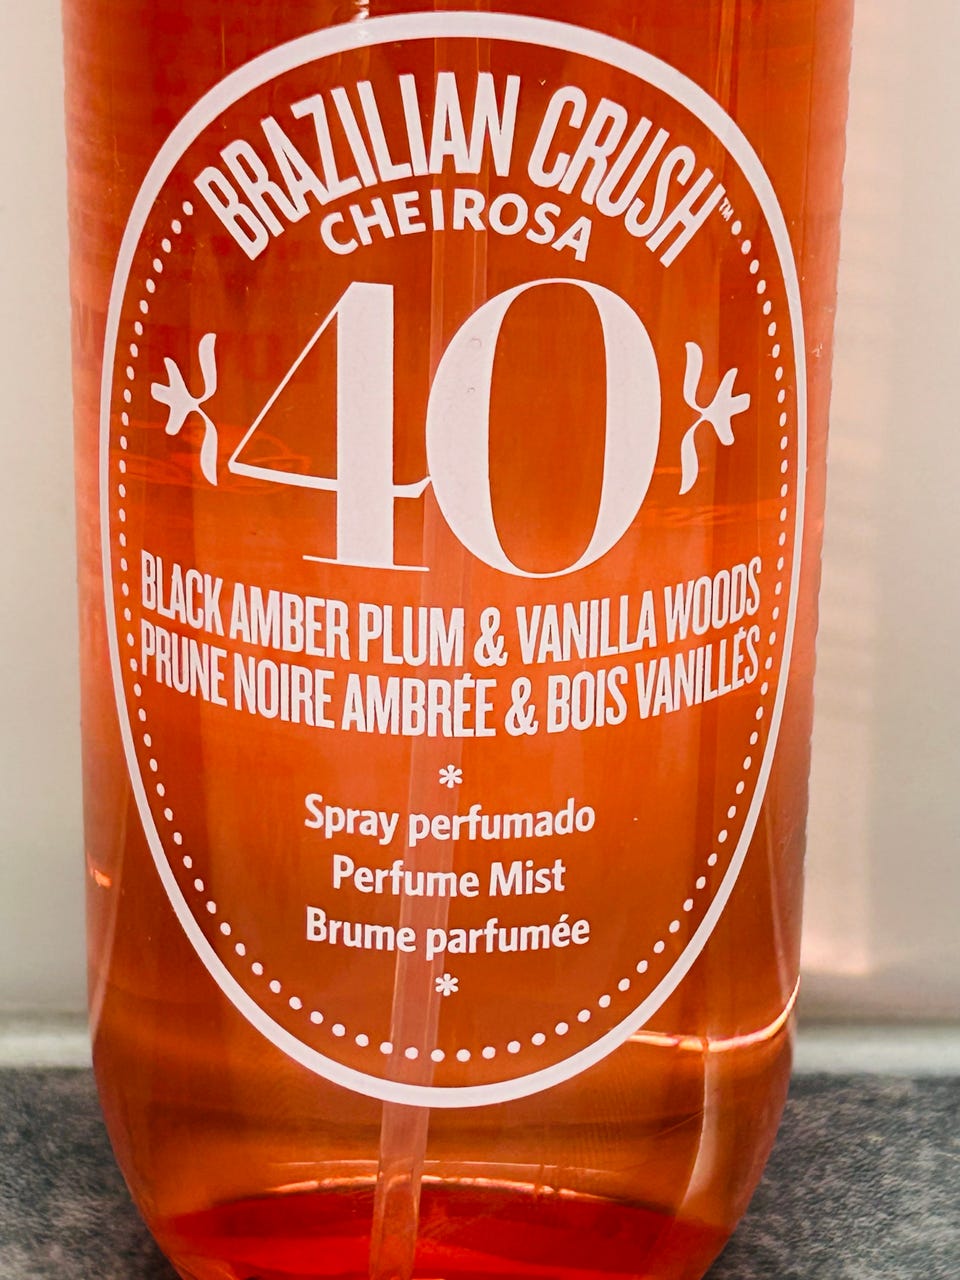 BRAZILIAN CRUSH™
CHEIROSA
40
BLACK AMBER PLUM & VANILLA WOODS
PRUNE NOIRE AMBRÉE & BOIS VANILLÉS
*
Spray perfumado
Perfume Mist
Brume parfumée
*